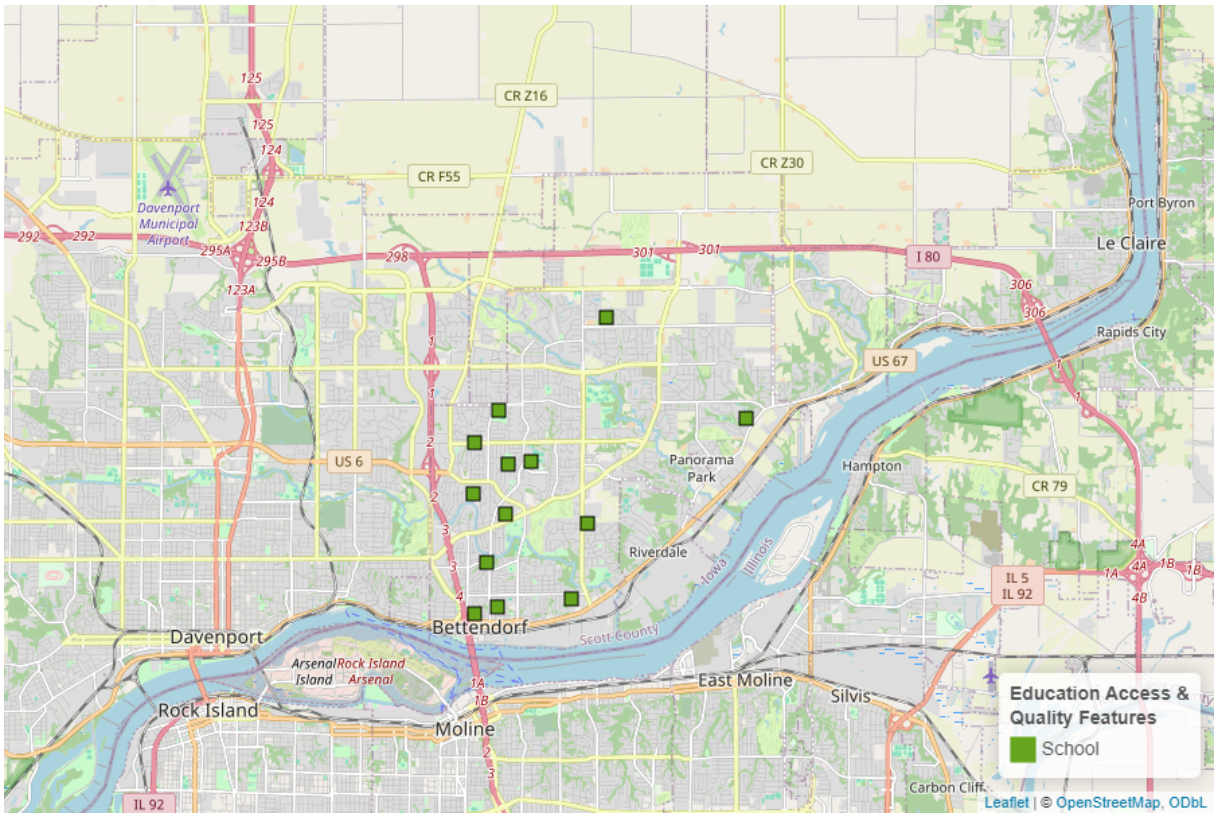 125
CR Z16
125
124
CR Z30
CR F55
124
Davenport
Municipal
Airport
Port Byron
123B
292
292
295A
295B
298
301
301
I 80
Le Claire
123A
306
306
Rapids City
1
US 67
1
1
1
2
US 6
Panorama
Park
Hampton
2
CR 79
3
Riverdale
Iowa
Illinois
4A
3
1A
4A
1B
1B
4
IL 5
IL 92
4B
Bettendorf
Scott County
Davenport
Arsenal
Island
Rock Island
Arsenal
1A
1B
East Moline
Silvis
Rock Island
Moline
Education Access &
Quality Features
School
2
3
IL 92
Carbon Cliff
Leaflet | © OpenStreetMap, ODbL